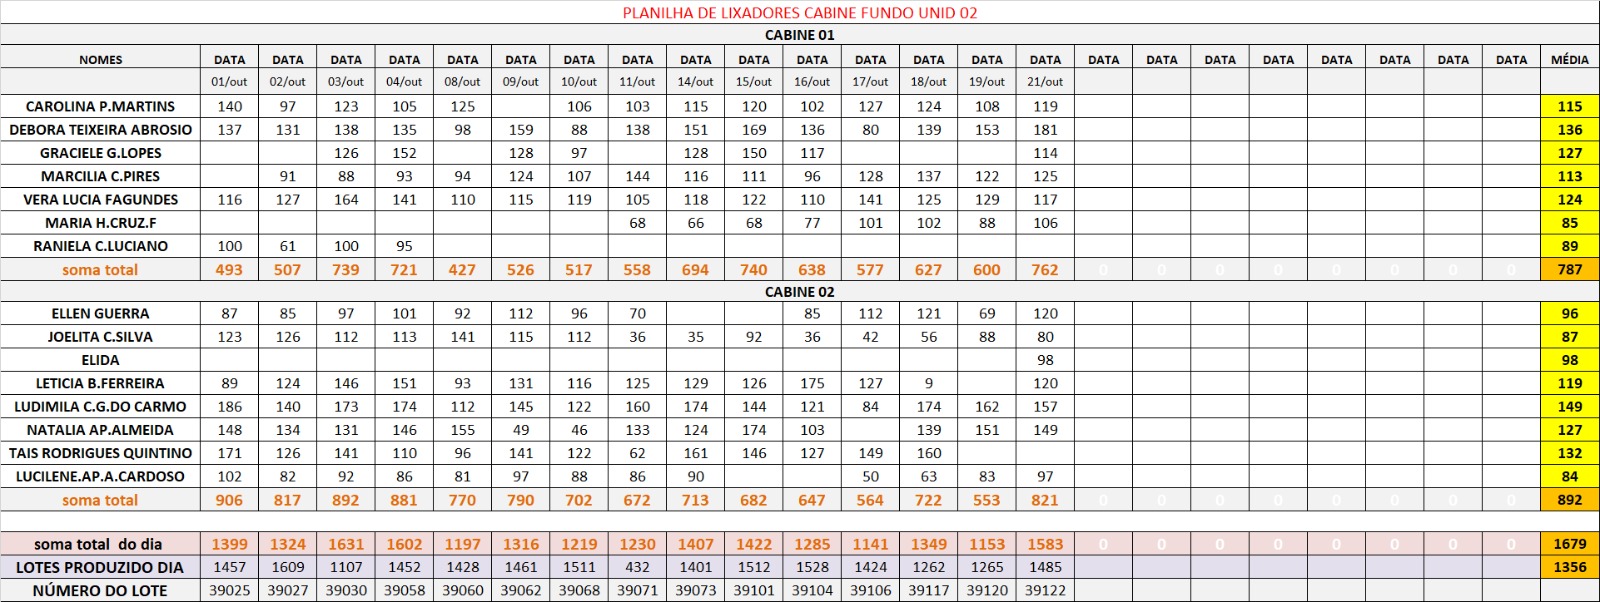 PLANILHA DE LIXADORES CABINE FUNDO UNID 02
CABINE 01
NOMES DATA DATA DATA DATA DATA DATA DATA DATA DATA DATA DATA DATA DATA DATA DATA DATA DATA DATA DATA DATA DATA DATA DATA MÉDIA
01/out 02/out 03/out 04/out 08/out 09/out 10/out 11/out 14/out 15/out 16/out 17/out 18/out 19/out 21/out
CAROLINA P.MARTINS 140 97 123 105 125 106 103 115 120 102 127 124 108 119 115
DEBORA TEIXEIRA ABROSIO 137 131 138 135 98 159 88 138 151 169 136 80 139 153 181 136
GRACIELE G.LOPES 126 152 128 97 128 150 117 114 127
MARCILIA C.PIRES 91 88 93 94 124 107 144 116 111 96 128 137 122 125 113
VERA LUCIA FAGUNDES 116 127 164 141 110 115 119 105 118 122 110 141 125 129 117 124
MARIA H.CRUZ.F 68 66 68 77 101 102 88 106 85
RANIELA C.LUCIANO 100 61 100 95 89
soma total 493 507 739 721 427 526 517 558 694 740 638 577 627 600 762 0 0 0 0 0 0 0 0 787
CABINE 02
ELLEN GUERRA 87 85 97 101 92 112 96 70 85 112 121 69 120 96
JOELITA C.SILVA 123 126 112 113 141 115 112 36 35 92 36 42 56 88 80 87
ELIDA 98 98
LETICIA B.FERREIRA 89 124 146 151 93 131 116 125 129 126 175 127 9 120 119
LUDIMILA C.G.DO CARMO 186 140 173 174 112 145 122 160 174 144 121 84 174 162 157 149
NATALIA AP.ALMEIDA 148 134 131 146 155 49 46 133 124 174 103 139 151 149 127
TAIS RODRIGUES QUINTINO 171 126 141 110 96 141 122 62 161 146 127 149 160 132
LUCILENE.AP.A.CARDOSO 102 82 92 86 81 97 88 86 90 50 63 83 97 84
soma total 906 817 892 881 770 790 702 672 713 682 647 564 722 553 821 0 0 0 0 0 0 0 0 892
soma total do dia 1399 1324 1631 1602 1197 1316 1219 1230 1407 1422 1285 1141 1349 1153 1583 0 0 0 0 0 0 0 0 1679
LOTES PRODUZIDO DIA 1457 1609 1107 1452 1428 1461 1511 432 1401 1512 1528 1424 1262 1265 1485 1356
NÚMERO DO LOTE 39025 39027 39030 39058 39060 39062 39068 39071 39073 39101 39104 39106 39117 39120 39122